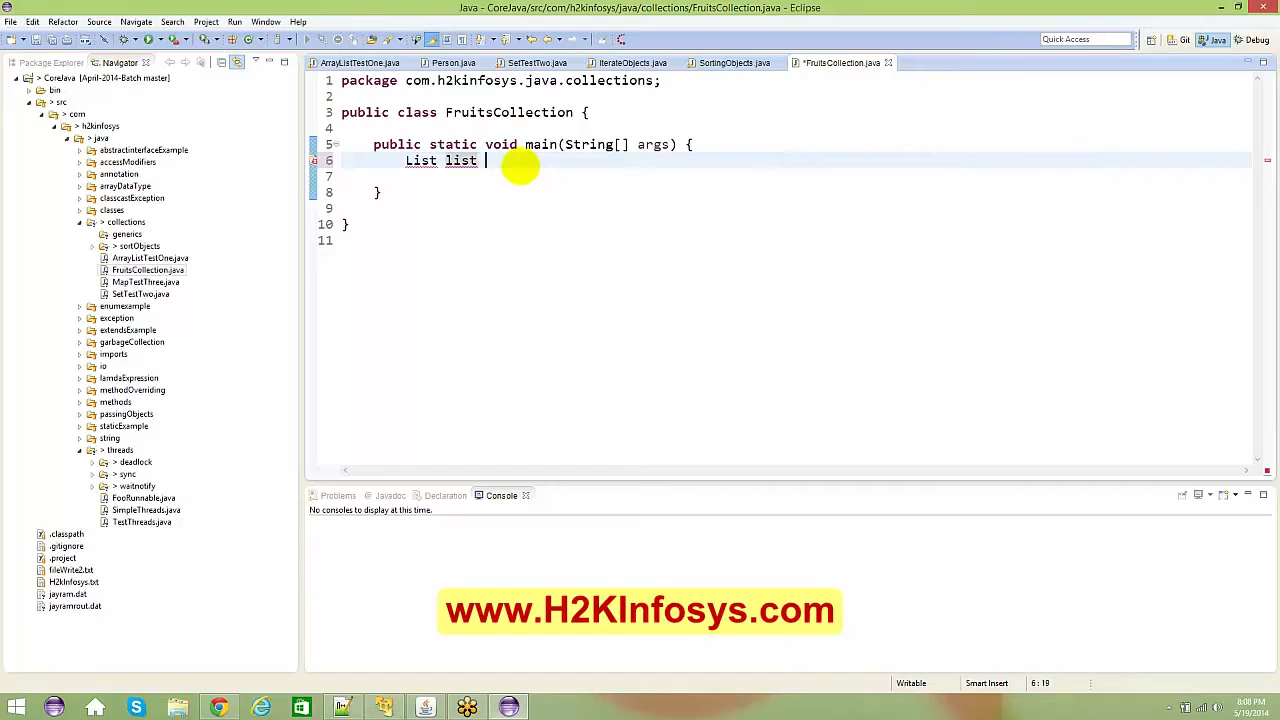 Java - CoreJava/src/com/h2kinfosys/java/collections/FruitsCollection.java - Eclipse
File Edit Refactor Source Navigate Search Project Run Window Help
Quick Access
Git
Java
Debug
Package Explorer
Navigator
ArrayListTestOne.java
Person.java
SetTestTwo.java
IterateObjects.java
SortingObjects.java
*FruitsCollection.java
> CoreJava [April-2014-Batch master]
bin
> src
> com
> h2kinfosys
> java
abstractinterfaceExample
accessModifiers
annotation
arrayDataType
classcastException
classes
> collections
generics
> sortObjects
ArrayListTestOne.java
FruitsCollection.java
MapTestThree.java
SetTestTwo.java
enumexample
exception
extendsExample
garbageCollection
imports
io
lamdaExpression
methodOverriding
methods
passingObjects
staticExample
string
> threads
> deadlock
> sync
> waitnotify
FooRunnable.java
SimpleThreads.java
TestThreads.java
.classpath
.gitignore
.project
fileWrite2.txt
H2kInfosys.txt
jayram.dat
jayramrout.dat
1 package com.h2kinfosys.java.collections;
2
3 public class FruitsCollection {
4
5 public static void main(String[] args) {
6 List list
7
8 }
9
10 }
11
Problems
Javadoc
Declaration
Console
No consoles to display at this time.
www.H2KInfosys.com
Writable
Smart Insert
6 : 19
8:08 PM
5/19/2014